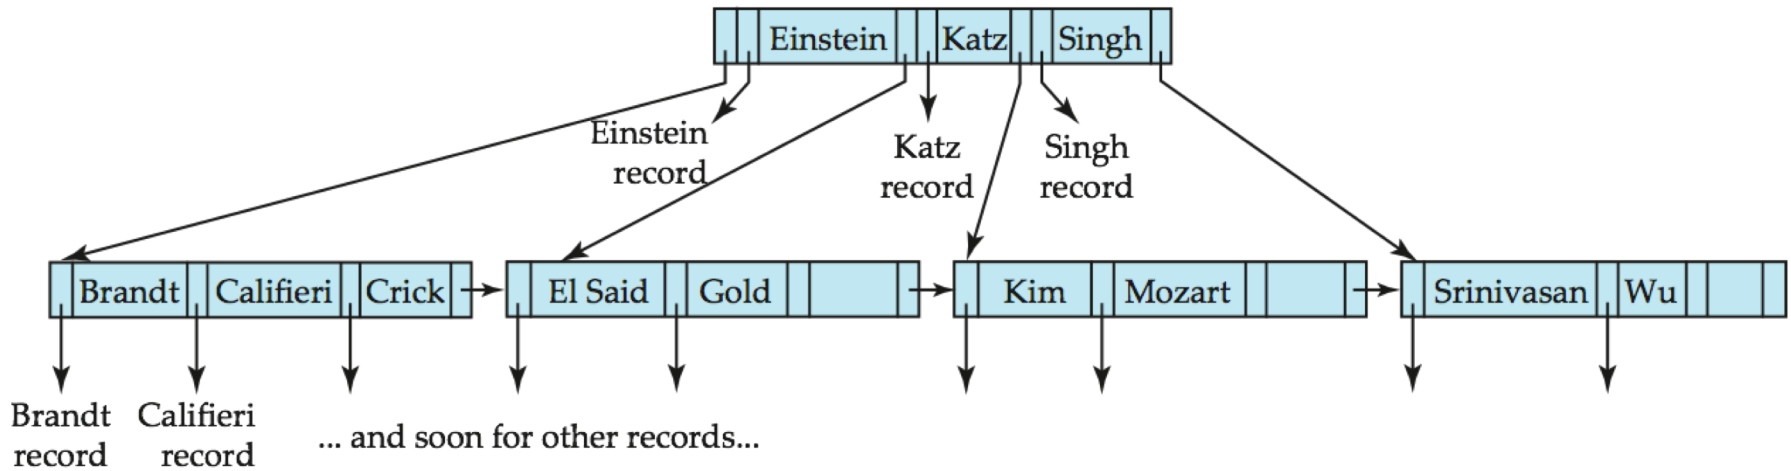 Einstein Katz Singh
Einstein
record
Katz
record
Singh
record
Brandt Califieri Crick El Said Gold Kim Mozart Srinivasan Wu
Brandt
record
Califieri
record
... and soon for other records...